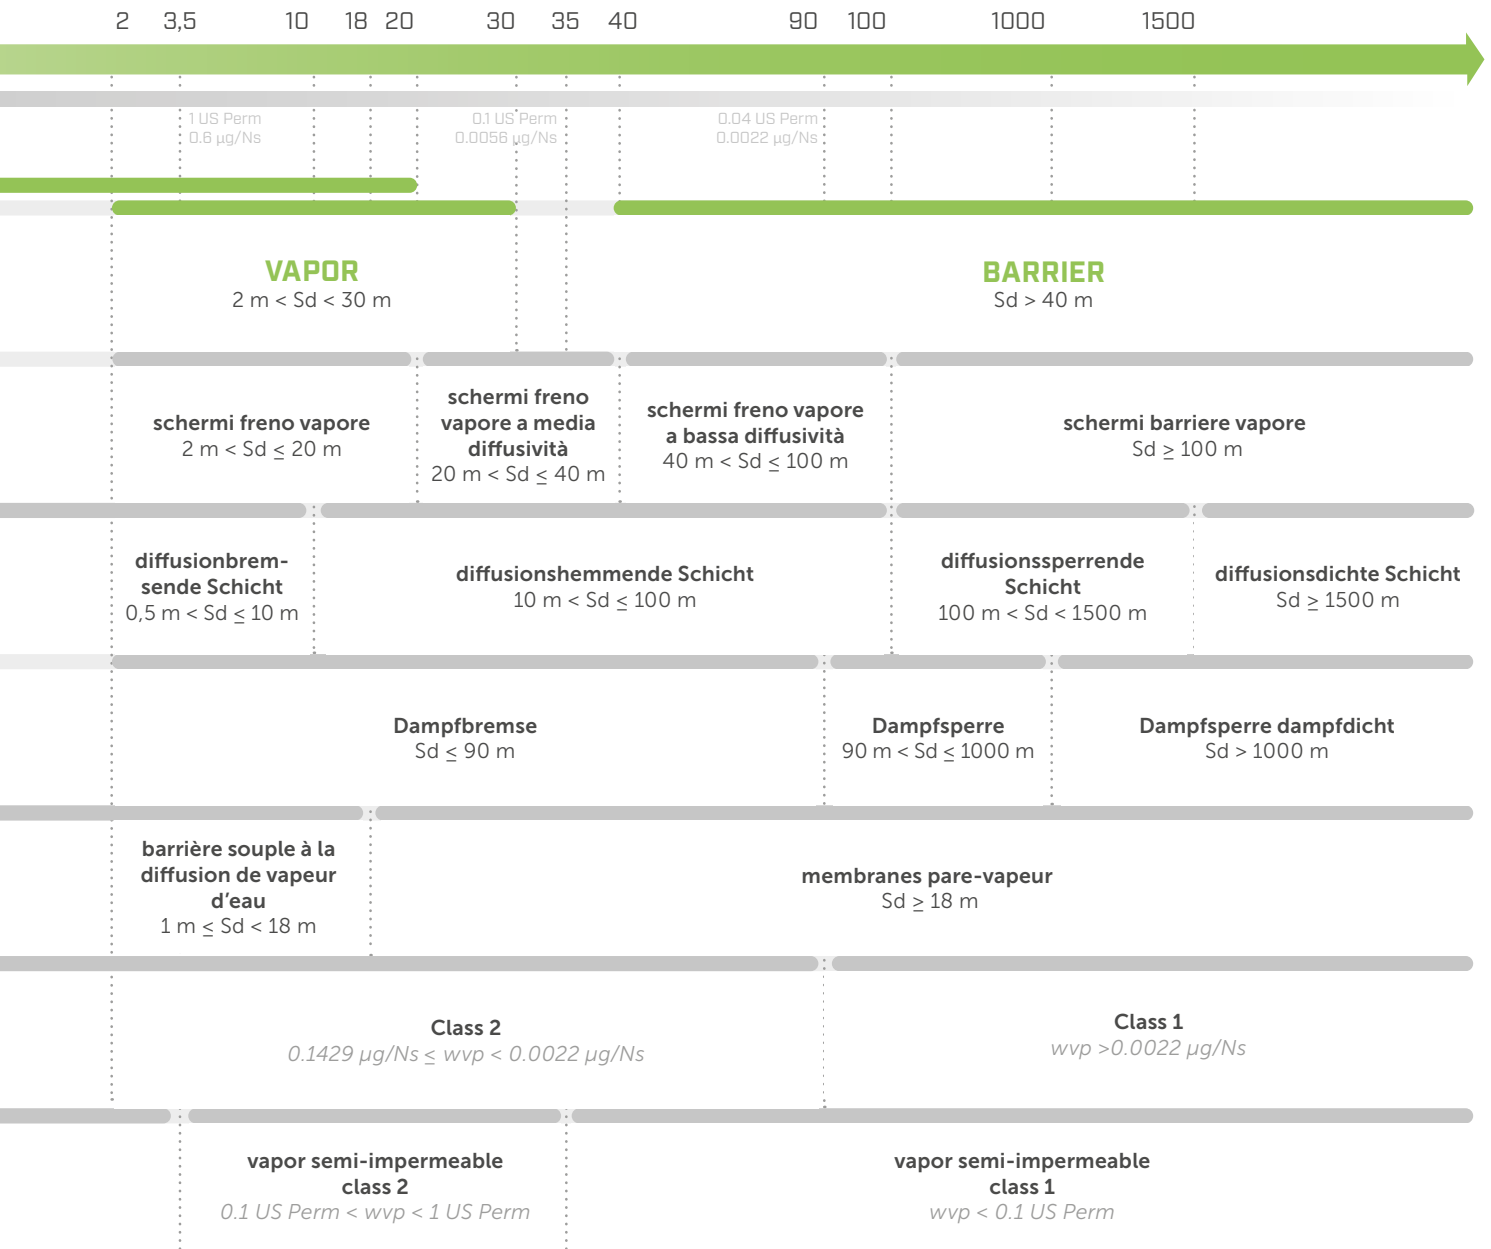 2 3,5 10 18 20 30 35 40 90 100 1000 1500
1 US Perm
0.6 µg/Ns
0.1 US Perm
0.0056 µg/Ns
0.04 US Perm
0.0022 µg/Ns
VAPOR
2 m < Sd < 30 m
BARRIER
Sd > 40 m
schermi freno vapore
2 m < Sd ≤ 20 m
schermi freno
vapore a media
diffusività
20 m < Sd ≤ 40 m
schermi freno vapore
a bassa diffusività
40 m < Sd ≤ 100 m
schermi barriere vapore
Sd ≥ 100 m
diffusionbrem-
sende Schicht
0,5 m < Sd ≤ 10 m
diffusionshemmende Schicht
10 m < Sd ≤ 100 m
diffusionssperrende
Schicht
100 m < Sd < 1500 m
diffusionsdichte Schicht
Sd ≥ 1500 m
Dampfbremse
Sd ≤ 90 m
Dampfsperre
90 m < Sd ≤ 1000 m
Dampfsperre dampfdicht
Sd > 1000 m
barrière souple à la
diffusion de vapeur
d'eau
1 m ≤ Sd < 18 m
membranes pare-vapeur
Sd ≥ 18 m
Class 2
0.1429 µg/Ns ≤ wvp < 0.0022 µg/Ns
Class 1
wvp >0.0022 µg/Ns
vapor semi-impermeable
class 2
0.1 US Perm < wvp < 1 US Perm
vapor semi-impermeable
class 1
wvp < 0.1 US Perm